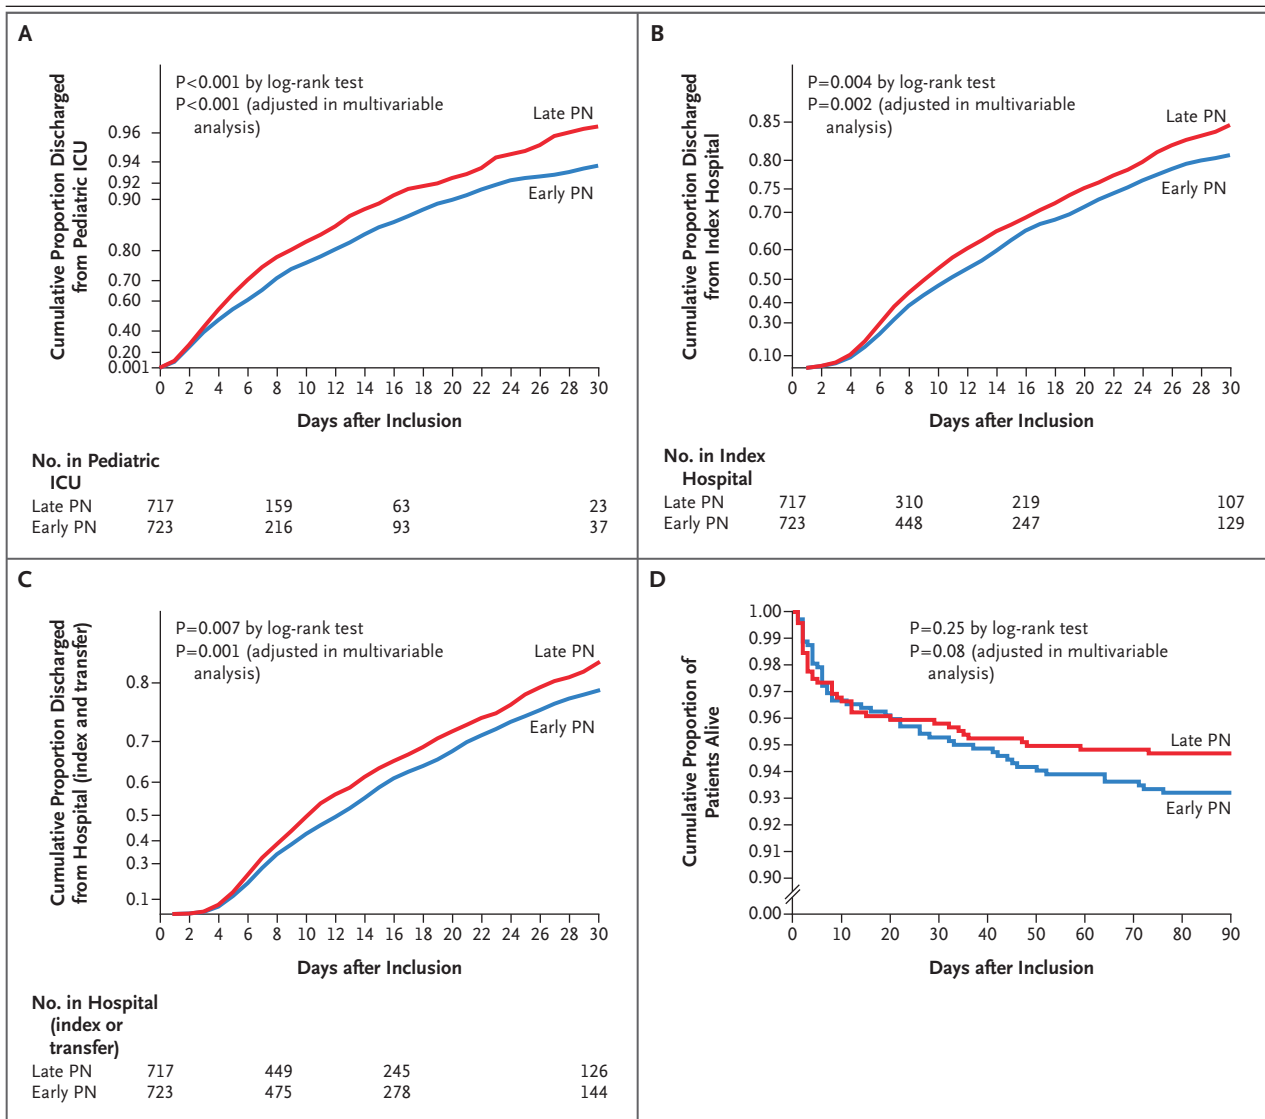 A
Cumulative Proportion Discharged
from Pediatric ICU
P<0.001 by log-rank test
P<0.001 (adjusted in multivariable
analysis)
Late PN
Early PN
0.96
0.94
0.92
0.90
0.80
0.70
0.60
0.40
0.20
0.001
0 2 4 6 8 10 12 14 16 18 20 22 24 26 28 30
Days after Inclusion
No. in Pediatric
ICU
Late PN 717 159 63 23
Early PN 723 216 93 37
B
Cumulative Proportion Discharged
from Index Hospital
P=0.004 by log-rank test
P=0.002 (adjusted in multivariable
analysis)
Late PN
Early PN
0.85
0.80
0.75
0.70
0.60
0.50
0.40
0.30
0.10
0 2 4 6 8 10 12 14 16 18 20 22 24 26 28 30
Days after Inclusion
No. in Index
Hospital
Late PN 717 310 219 107
Early PN 723 448 247 129
C
Cumulative Proportion Discharged
from Hospital (index and transfer)
P=0.007 by log-rank test
P=0.001 (adjusted in multivariable
analysis)
Late PN
Early PN
0.8
0.7
0.6
0.5
0.4
0.3
0.1
0 2 4 6 8 10 12 14 16 18 20 22 24 26 28 30
Days after Inclusion
No. in Hospital
(index or
transfer)
Late PN 717 449 245 126
Early PN 723 475 278 144
D
Cumulative Proportion of
Patients Alive
P=0.25 by log-rank test
P=0.08 (adjusted in multivariable
analysis)
Late PN
Early PN
1.00
0.99
0.98
0.97
0.96
0.95
0.94
0.93
0.92
0.91
0.90
0.00
0 10 20 30 40 50 60 70 80 90
Days after Inclusion